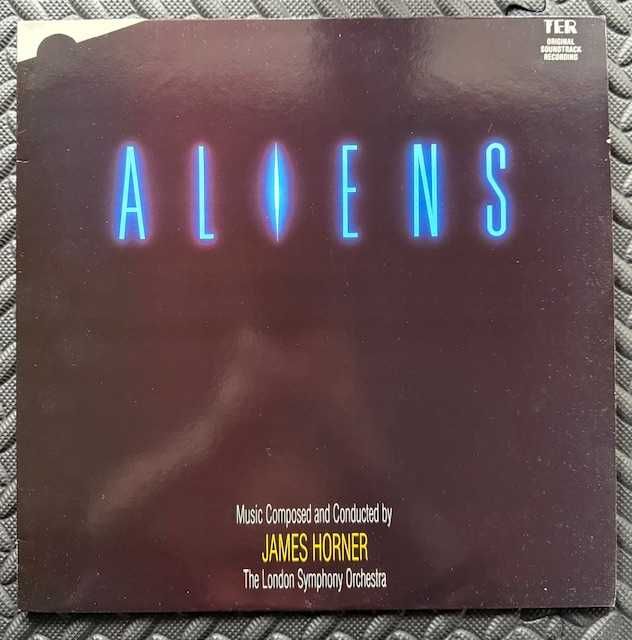 TER
ORIGINAL
SOUNDTRACK
RECORDING
ALIENS
Music Composed and Conducted by
JAMES HORNER
The London Symphony Orchestra